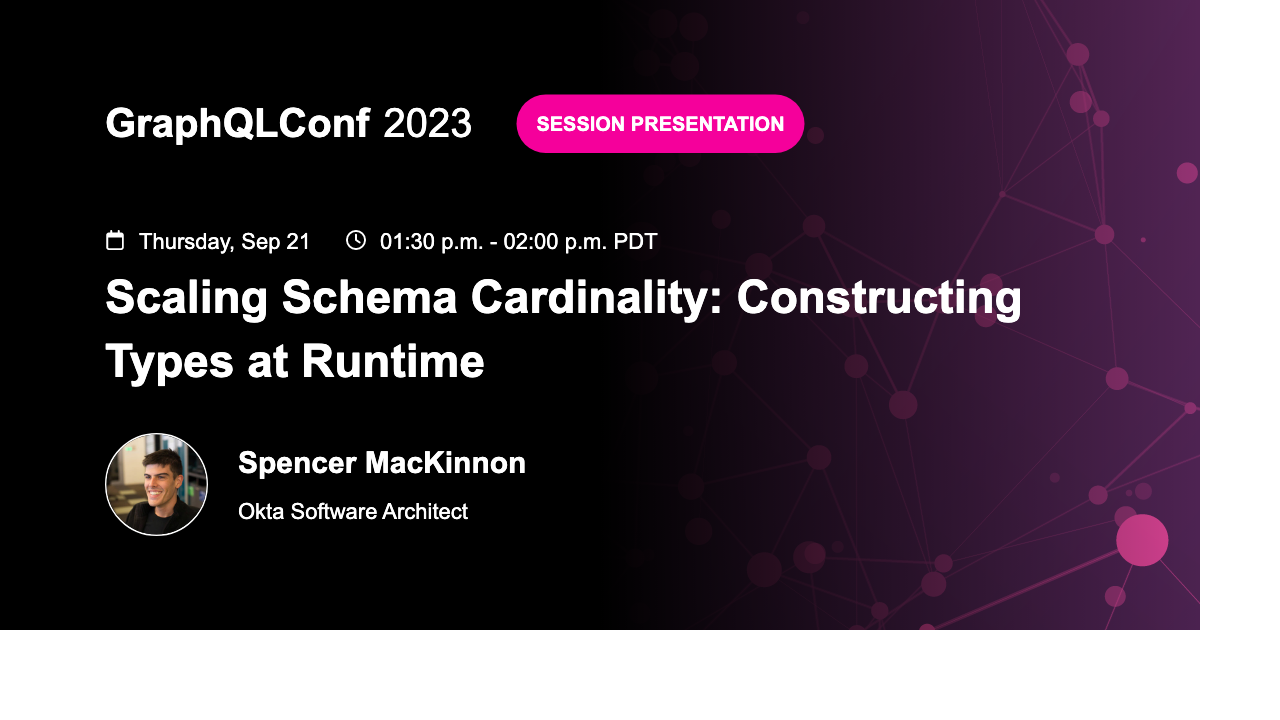 GraphQLConf 2023
SESSION PRESENTATION
Thursday, Sep 21
01:30 p.m. - 02:00 p.m. PDT
Scaling Schema Cardinality: Constructing
Types at Runtime
Spencer MacKinnon
Okta Software Architect